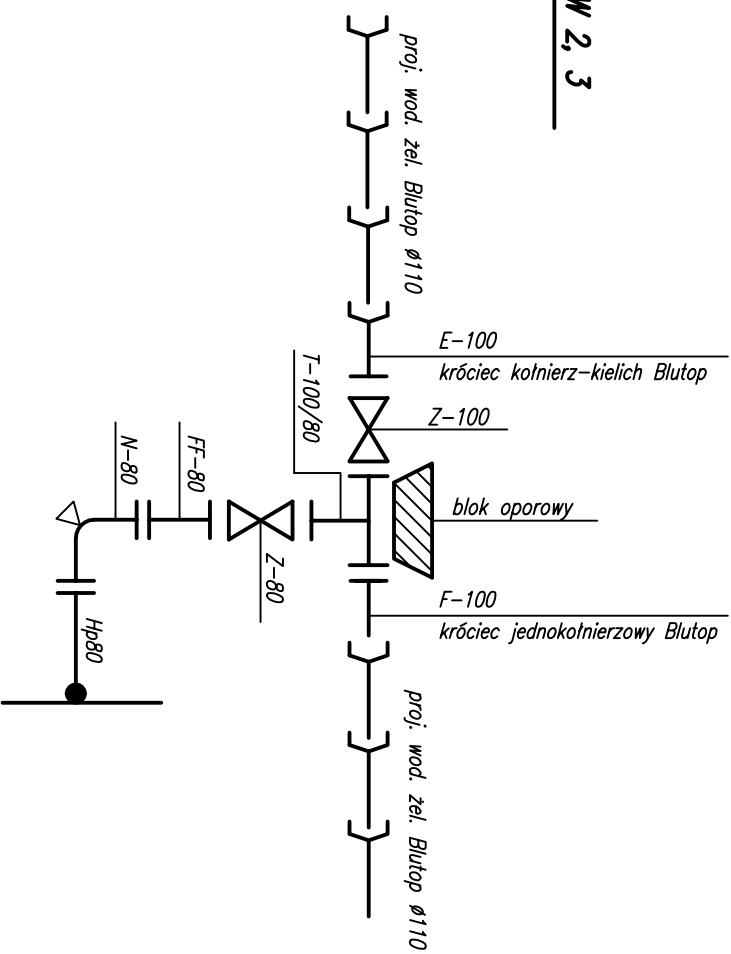 W 2, 3
proj. wod. żel. Blutop ø110
E-100
króciec kołnierz-kielich Blutop
Z-100
T-100/80
blok oporowy
N-80
FF-80
Z-80
F-100
króciec jednokołnierzowy Blutop
Hp80
proj. wod. żel. Blutop ø110